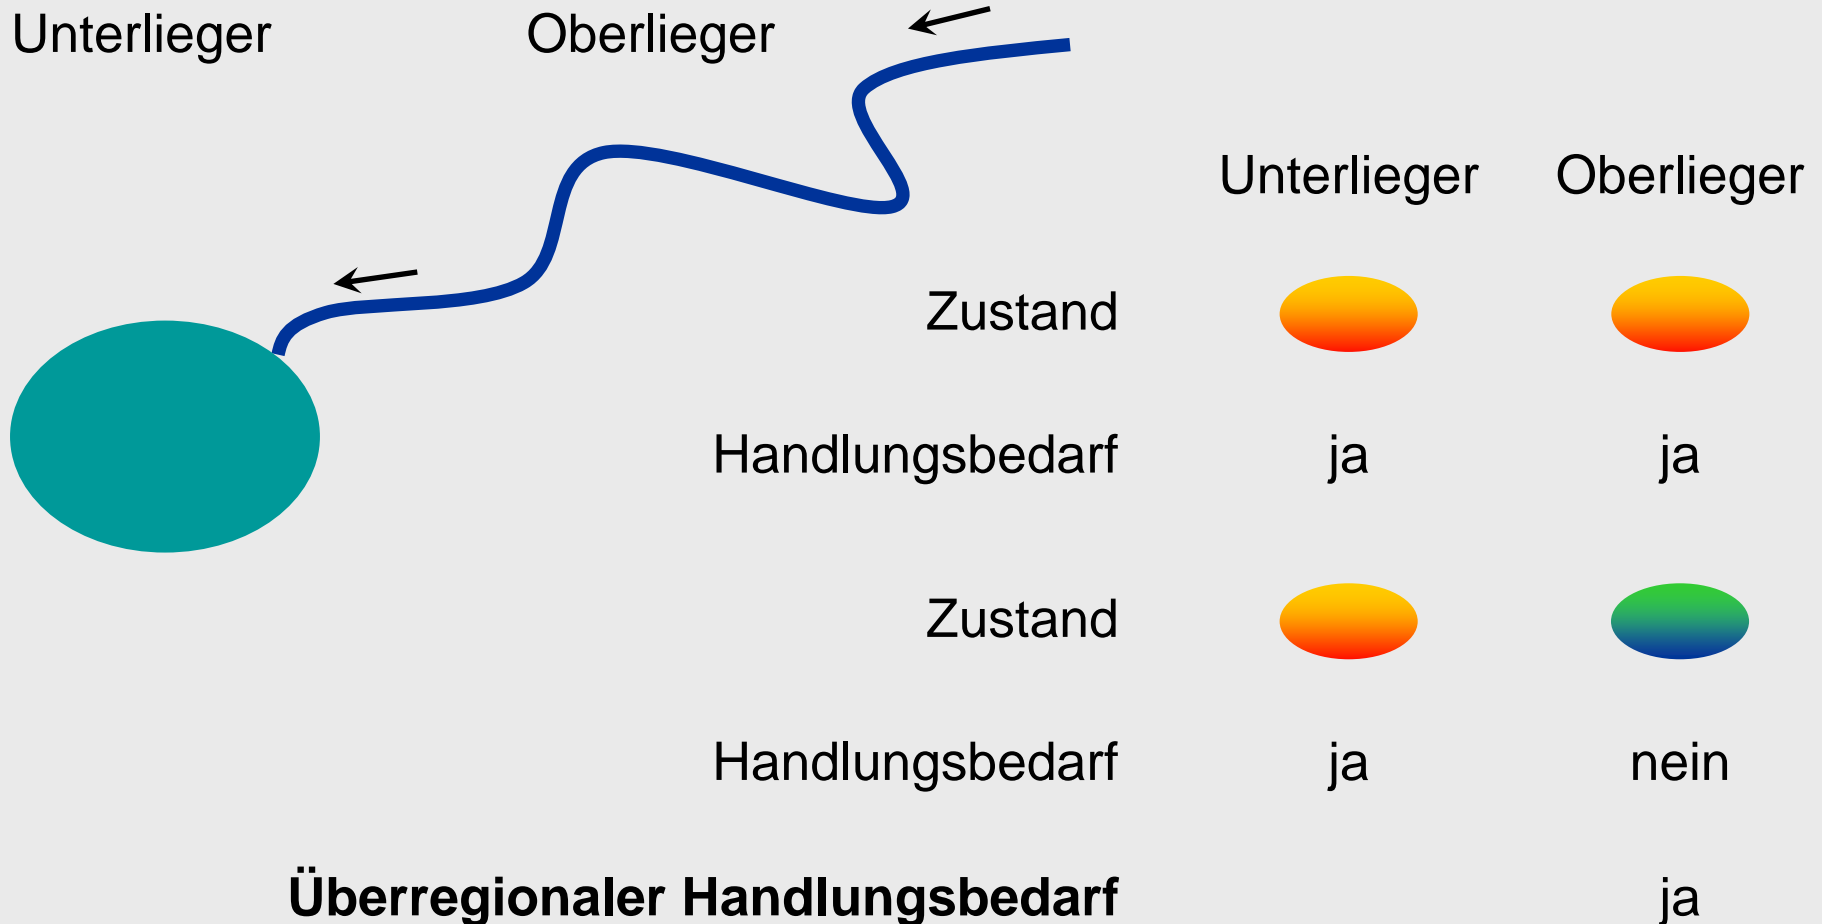 Unterlieger Oberlieger
Unterlieger Oberlieger
Zustand
Handlungsbedarf ja ja
Zustand
Handlungsbedarf ja nein
Überregionaler Handlungsbedarf ja